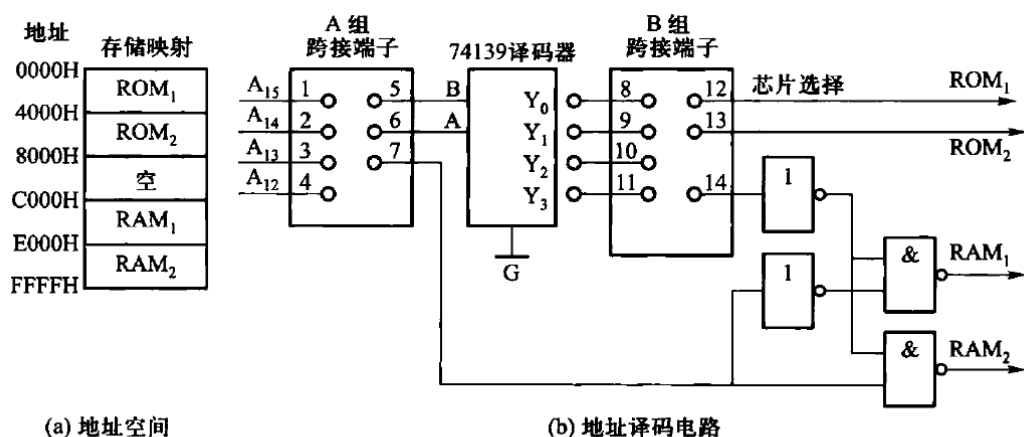 地址
存储映射
0000H
ROM₁
4000H
ROM₂
8000H
空
C000H
RAM₁
E000H
RAM₂
FFFFH
(a) 地址空间
A 组
跨接端子
A₁₅ 1 5 B
A₁₄ 2 6 A
A₁₃ 3 7
A₁₂ 4
74139译码器
Y₀
Y₁
Y₂
Y₃
G
B 组
跨接端子
8 12 芯片选择 ROM₁
9 13 ROM₂
10
11 14
1
1
& RAM₁
& RAM₂
(b) 地址译码电路